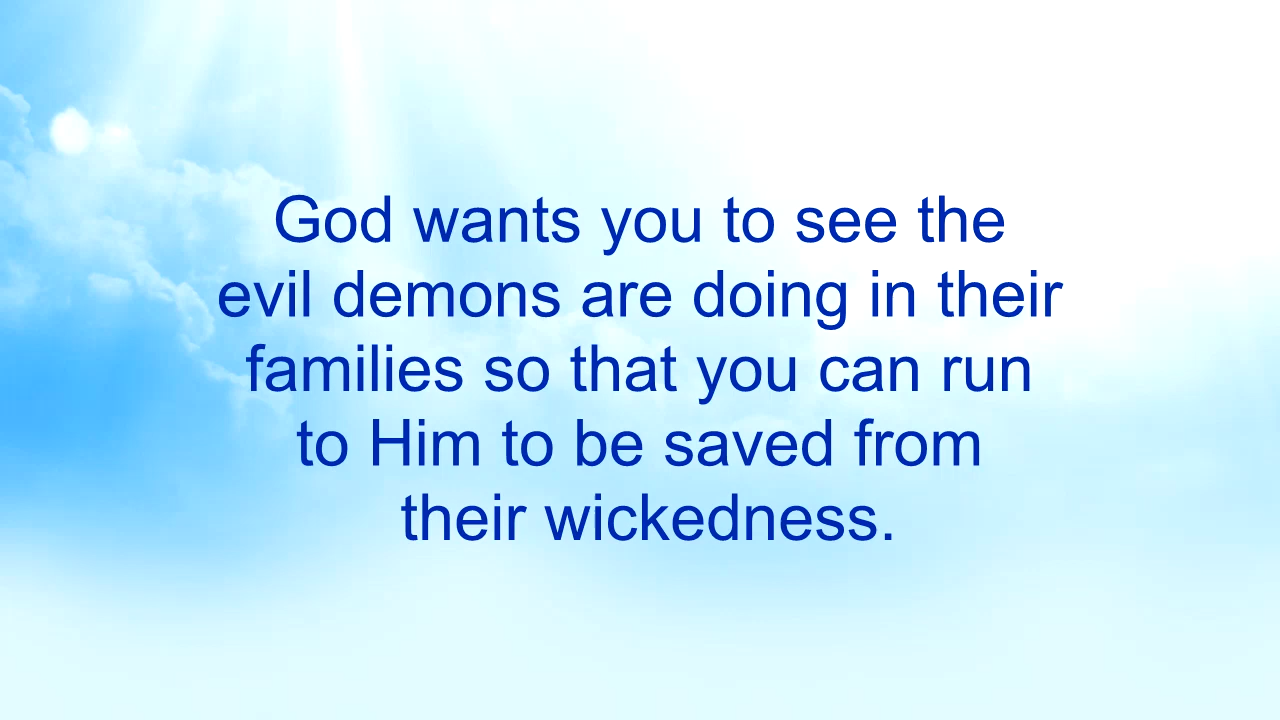 God wants you to see the
evil demons are doing in their
families so that you can run
to Him to be saved from
their wickedness.